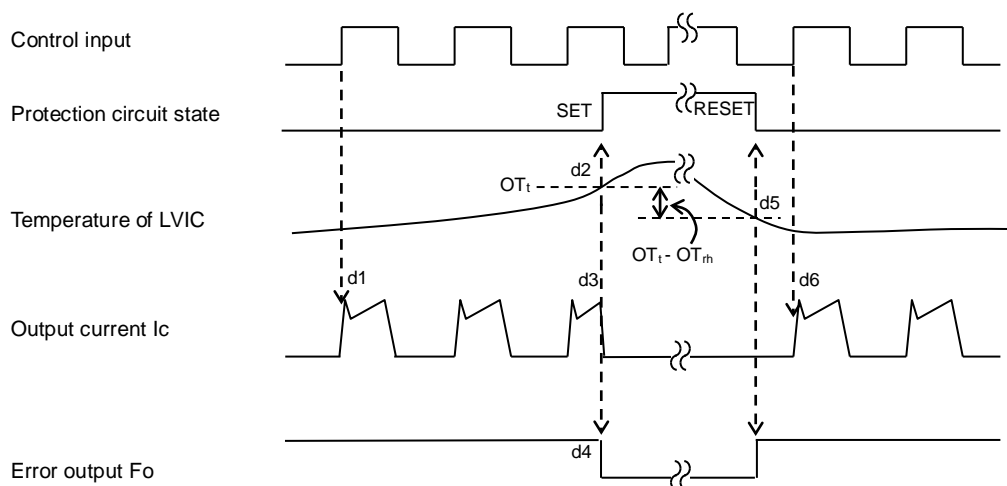 Control input
Protection circuit state
SET
RESET
d2
OTt
d5
Temperature of LVIC
OTt - OTrh
d1
d3
d6
Output current Ic
d4
Error output Fo